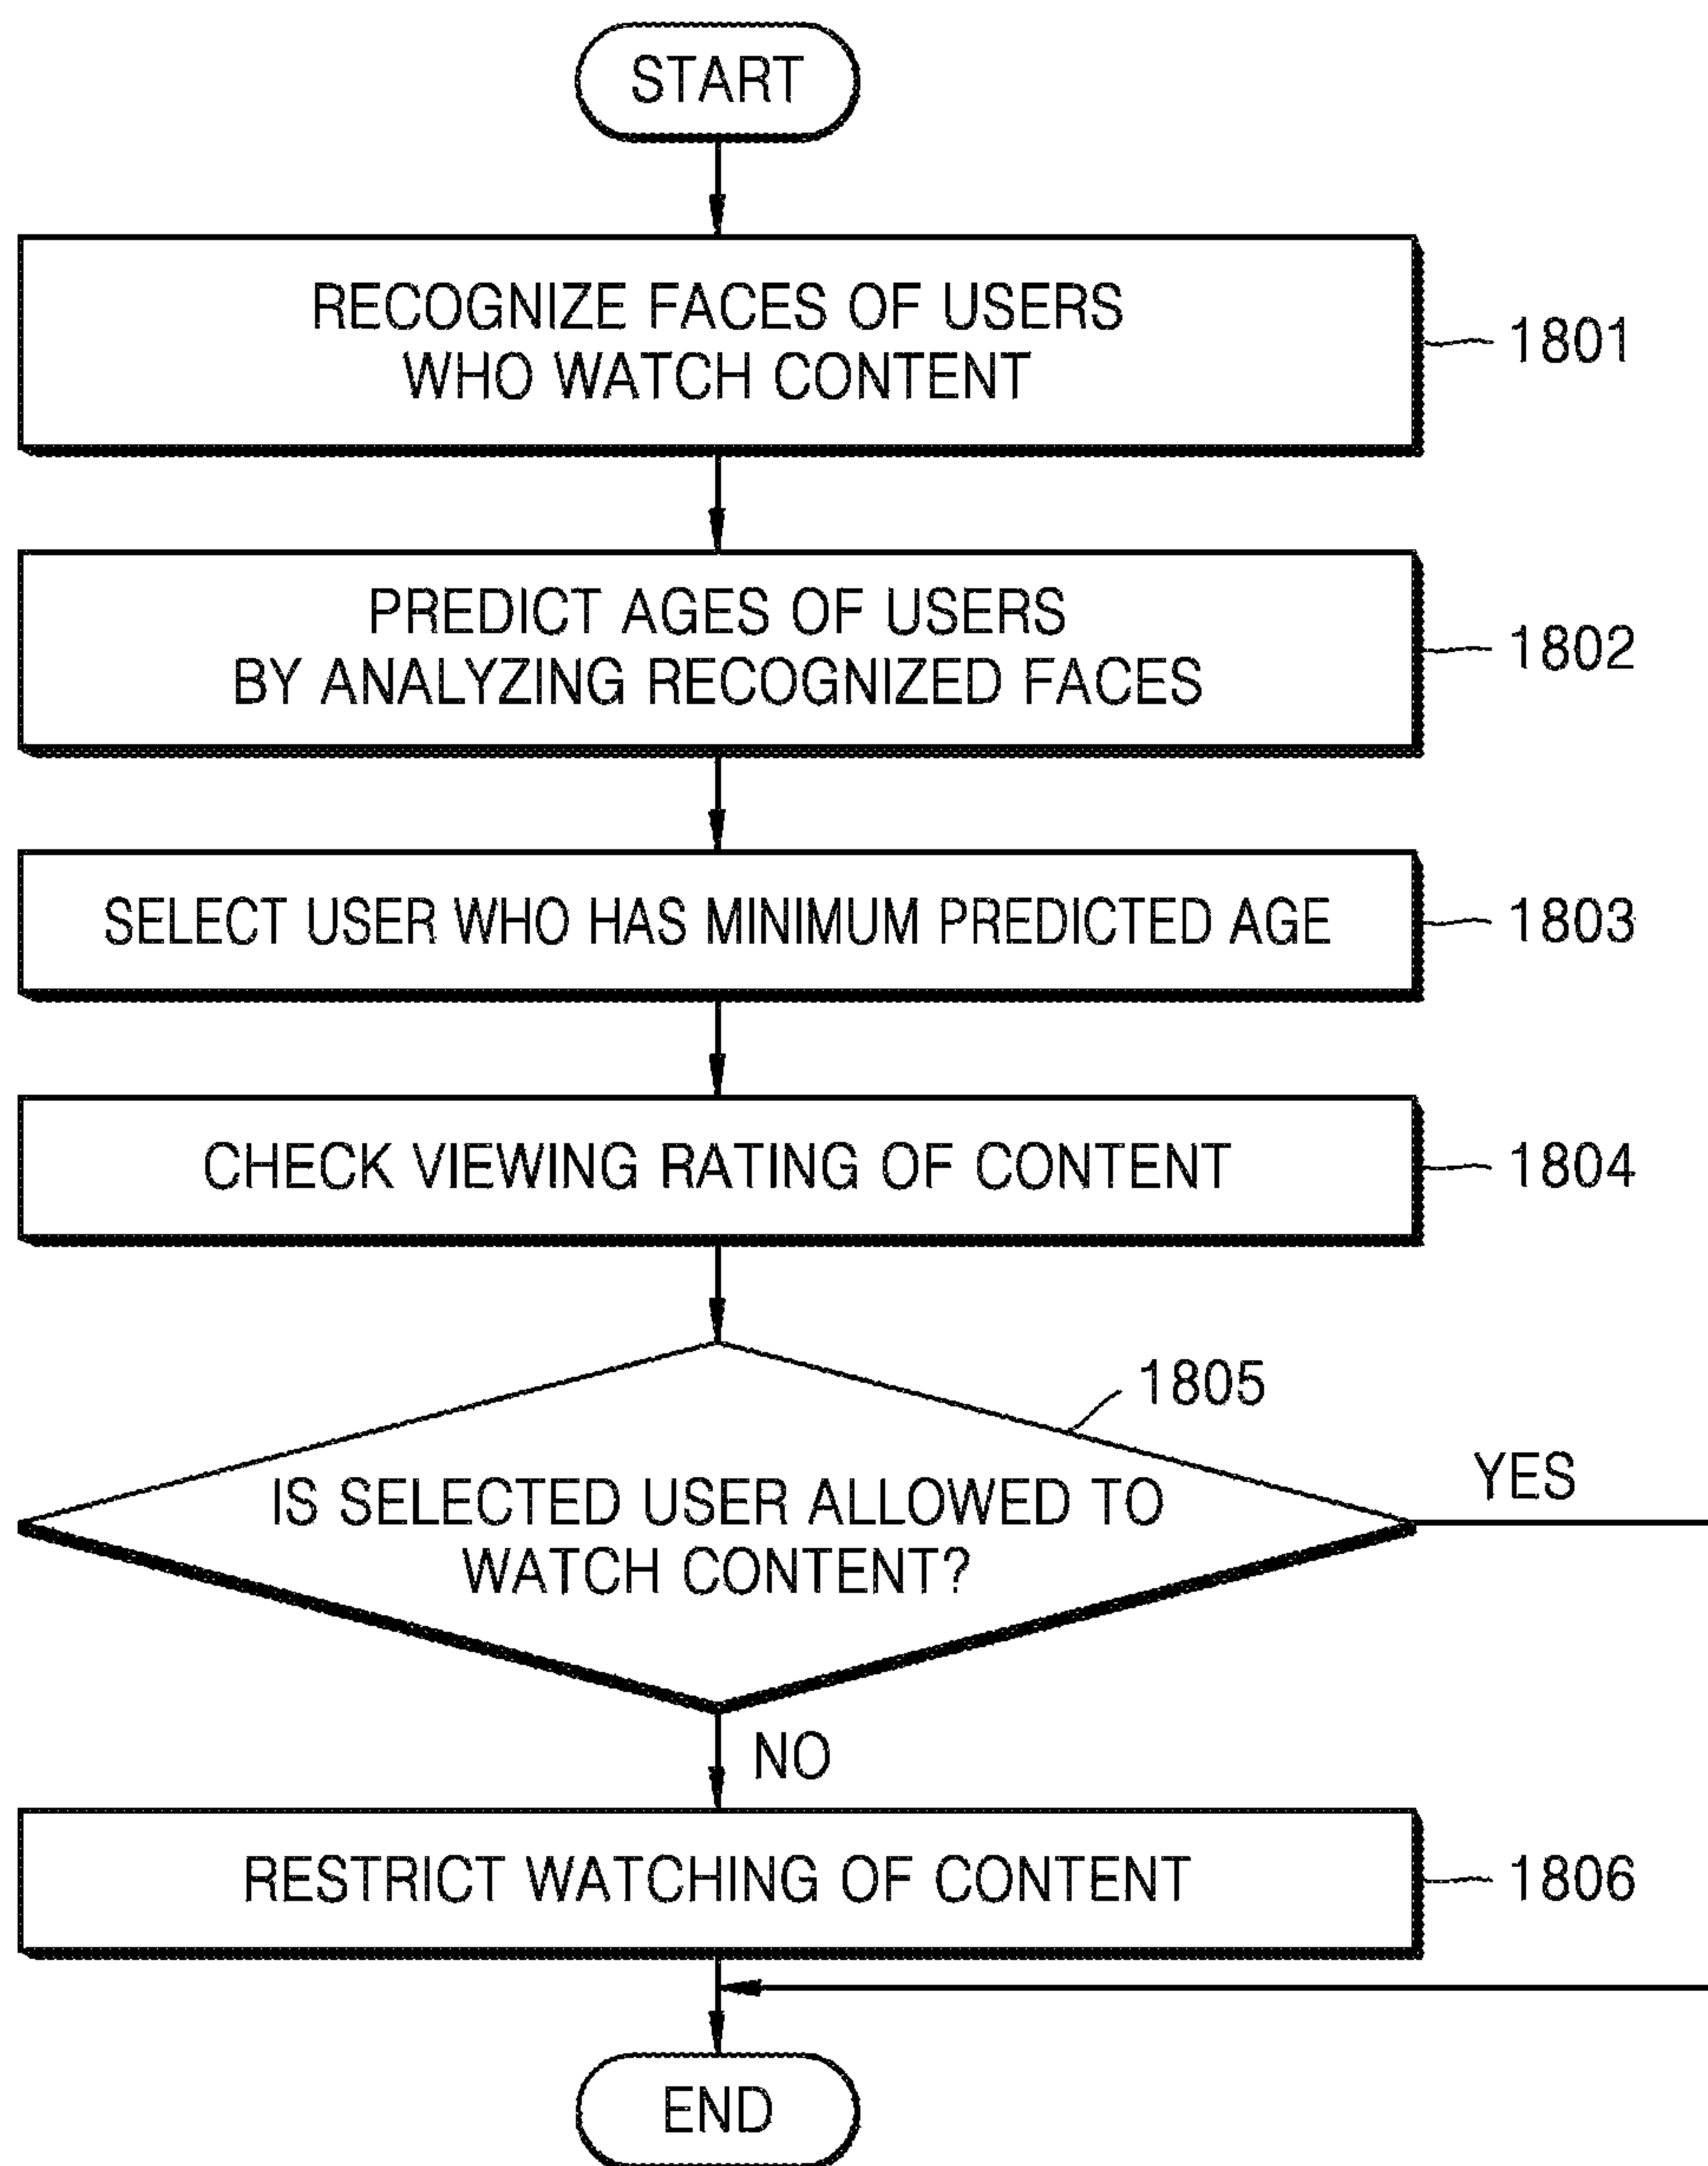 START
RECOGNIZE FACES OF USERS
WHO WATCH CONTENT
1801
PREDICT AGES OF USERS
BY ANALYZING RECOGNIZED FACES
1802
SELECT USER WHO HAS MINIMUM PREDICTED AGE
1803
CHECK VIEWING RATING OF CONTENT
1804
1805
IS SELECTED USER ALLOWED TO
WATCH CONTENT?
YES
NO
RESTRICT WATCHING OF CONTENT
1806
END